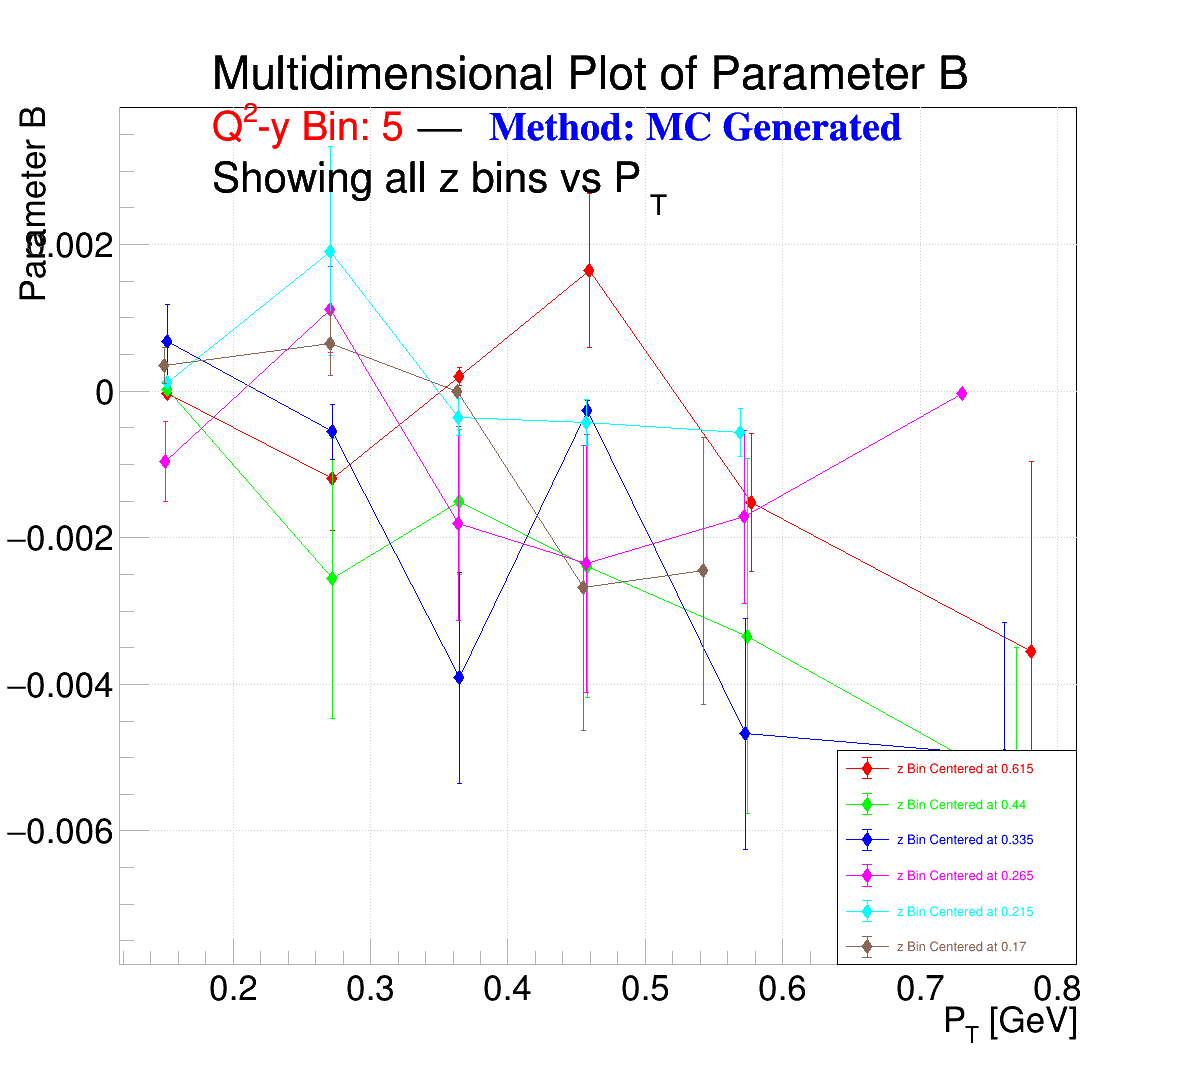 Multidimensional Plot of Parameter B
Q²-y Bin: 5 — Method: MC Generated
Showing all z bins vs P_T
Parameter B
0.002
0
−0.002
−0.004
−0.006
z Bin Centered at 0.615
z Bin Centered at 0.44
z Bin Centered at 0.335
z Bin Centered at 0.265
z Bin Centered at 0.215
z Bin Centered at 0.17
0.2 0.3 0.4 0.5 0.6 0.7 0.8
P_T [GeV]